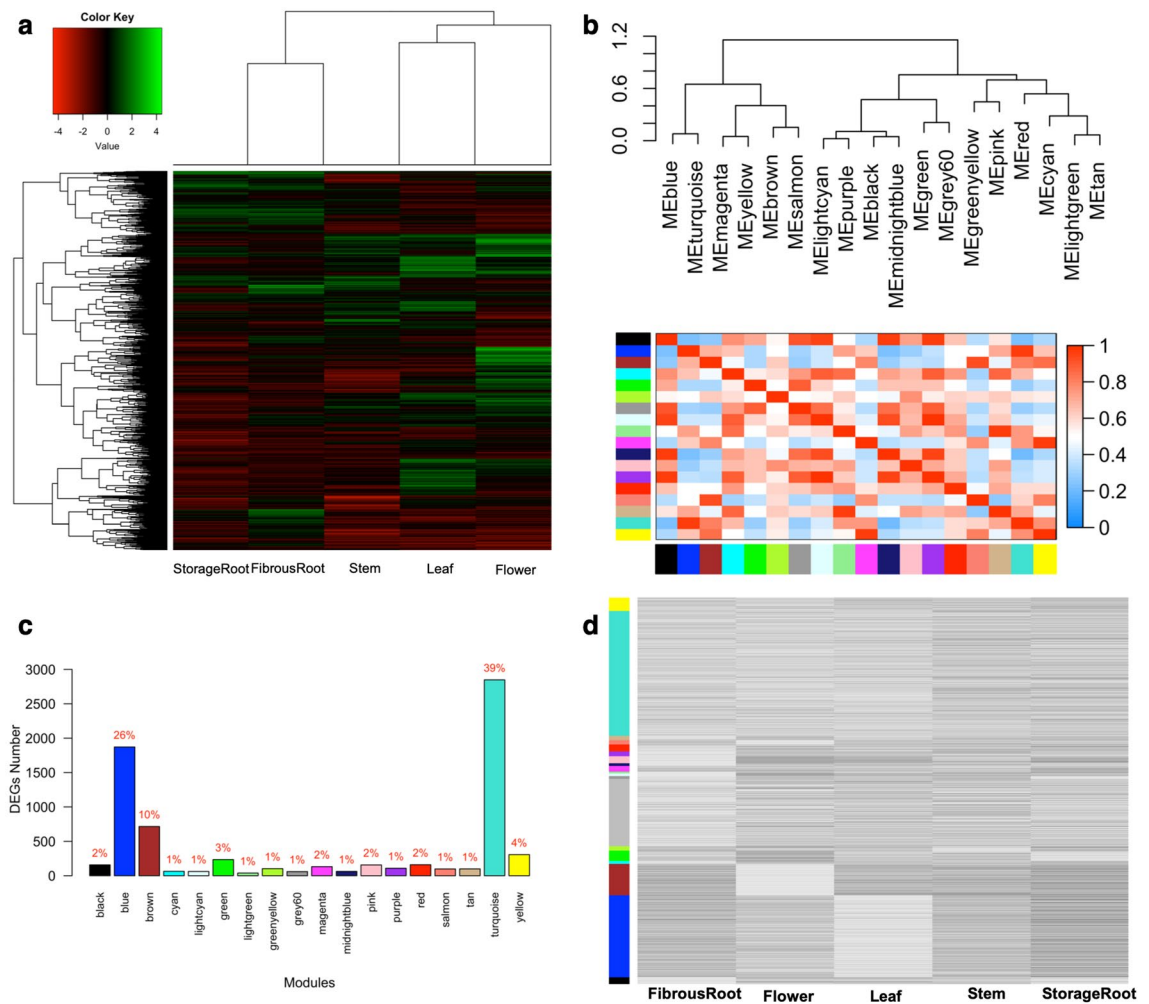 a
Color Key
-4 -2 0 2 4
Value
StorageRoot FibrousRoot Stem Leaf Flower
b
1.2
0.6
0.0
MEblue
MEturquoise
MEmagenta
MEyellow
MEbrown
MEsalmon
MElightcyan
MEpurple
MEblack
MEmidnightblue
MEgreen
MEgrey60
MEgreenyellow
MEpink
MEred
MEcyan
MElightgreen
MEtan
1
0.8
0.6
0.4
0.2
0
c
DEGs Number
3000
2500
2000
1500
1000
500
0
2%
26%
10%
1%
1%
3%
1%
1%
1%
2%
1%
2%
1%
2%
1%
1%
39%
4%
black
blue
brown
cyan
lightcyan
green
lightgreen
greenyellow
grey60
magenta
midnightblue
pink
purple
red
salmon
tan
turquoise
yellow
Modules
d
FibrousRoot Flower Leaf Stem StorageRoot